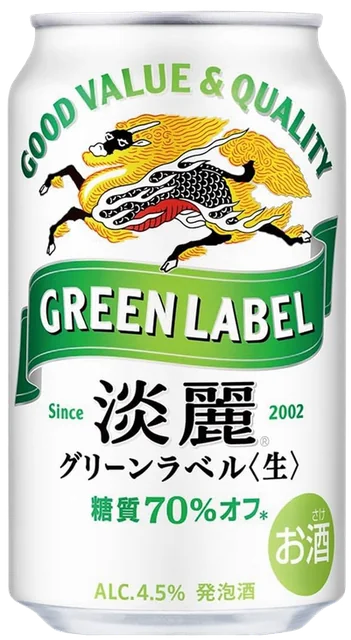 GOOD VALUE & QUALITY
GREEN LABEL
Since 淡麗® 2002
グリーンラベル〈生〉
糖質70%オフ*
さけ
お酒
ALC.4.5% 発泡酒